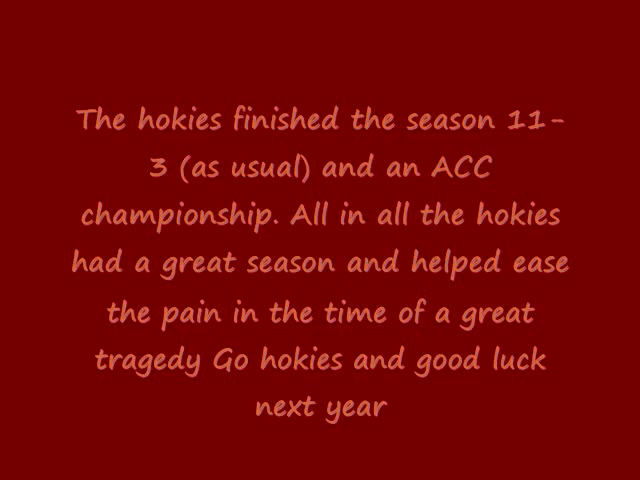 The hokies finished the season 11-
3 (as usual) and an ACC
championship. All in all the hokies
had a great season and helped ease
the pain in the time of a great
tragedy Go hokies and good luck
next year